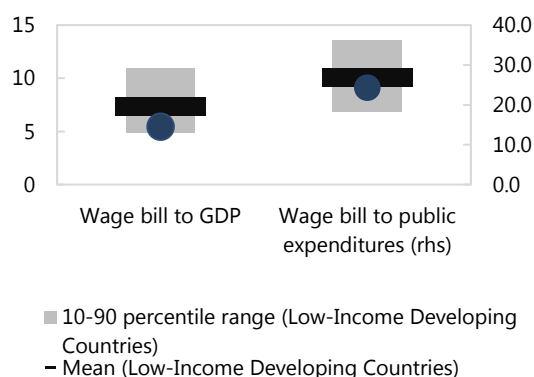 15
10
5
0
40.0
30.0
20.0
10.0
0.0
Wage bill to GDP
Wage bill to public
expenditures (rhs)
10-90 percentile range (Low-Income Developing
Countries)
Mean (Low-Income Developing Countries)